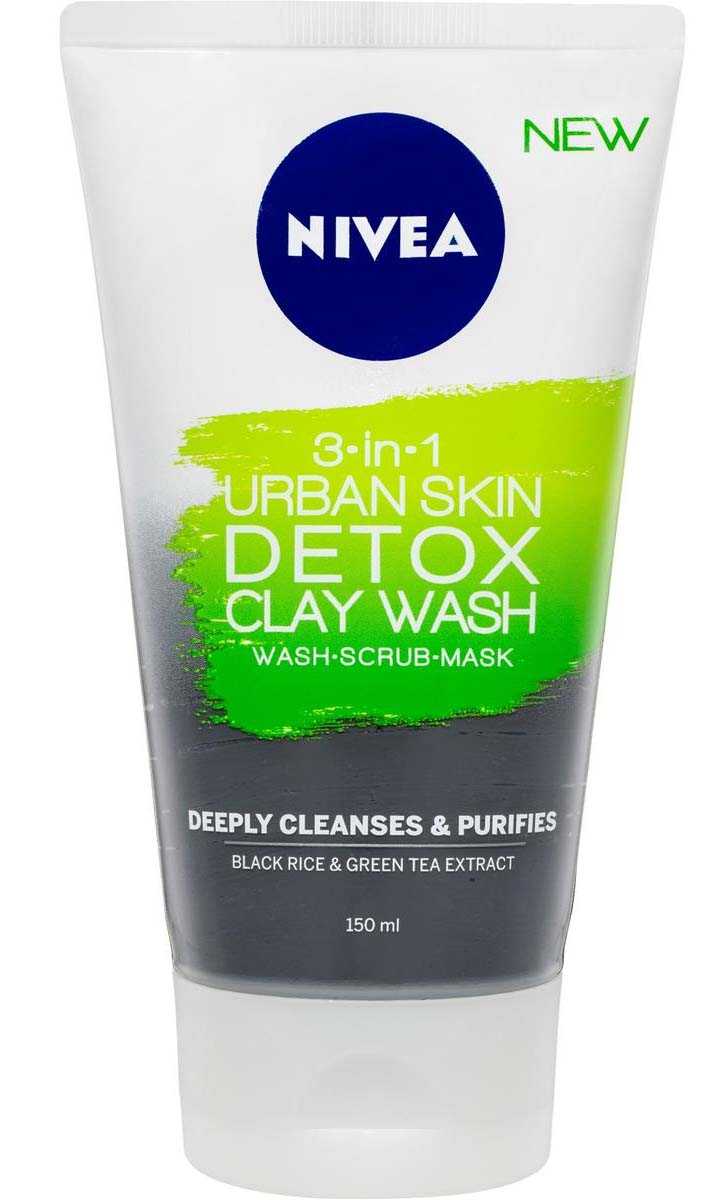 NEW
NIVEA
3·in·1
URBAN SKIN
DETOX
CLAY WASH
WASH·SCRUB·MASK
DEEPLY CLEANSES & PURIFIES
BLACK RICE & GREEN TEA EXTRACT
150 ml